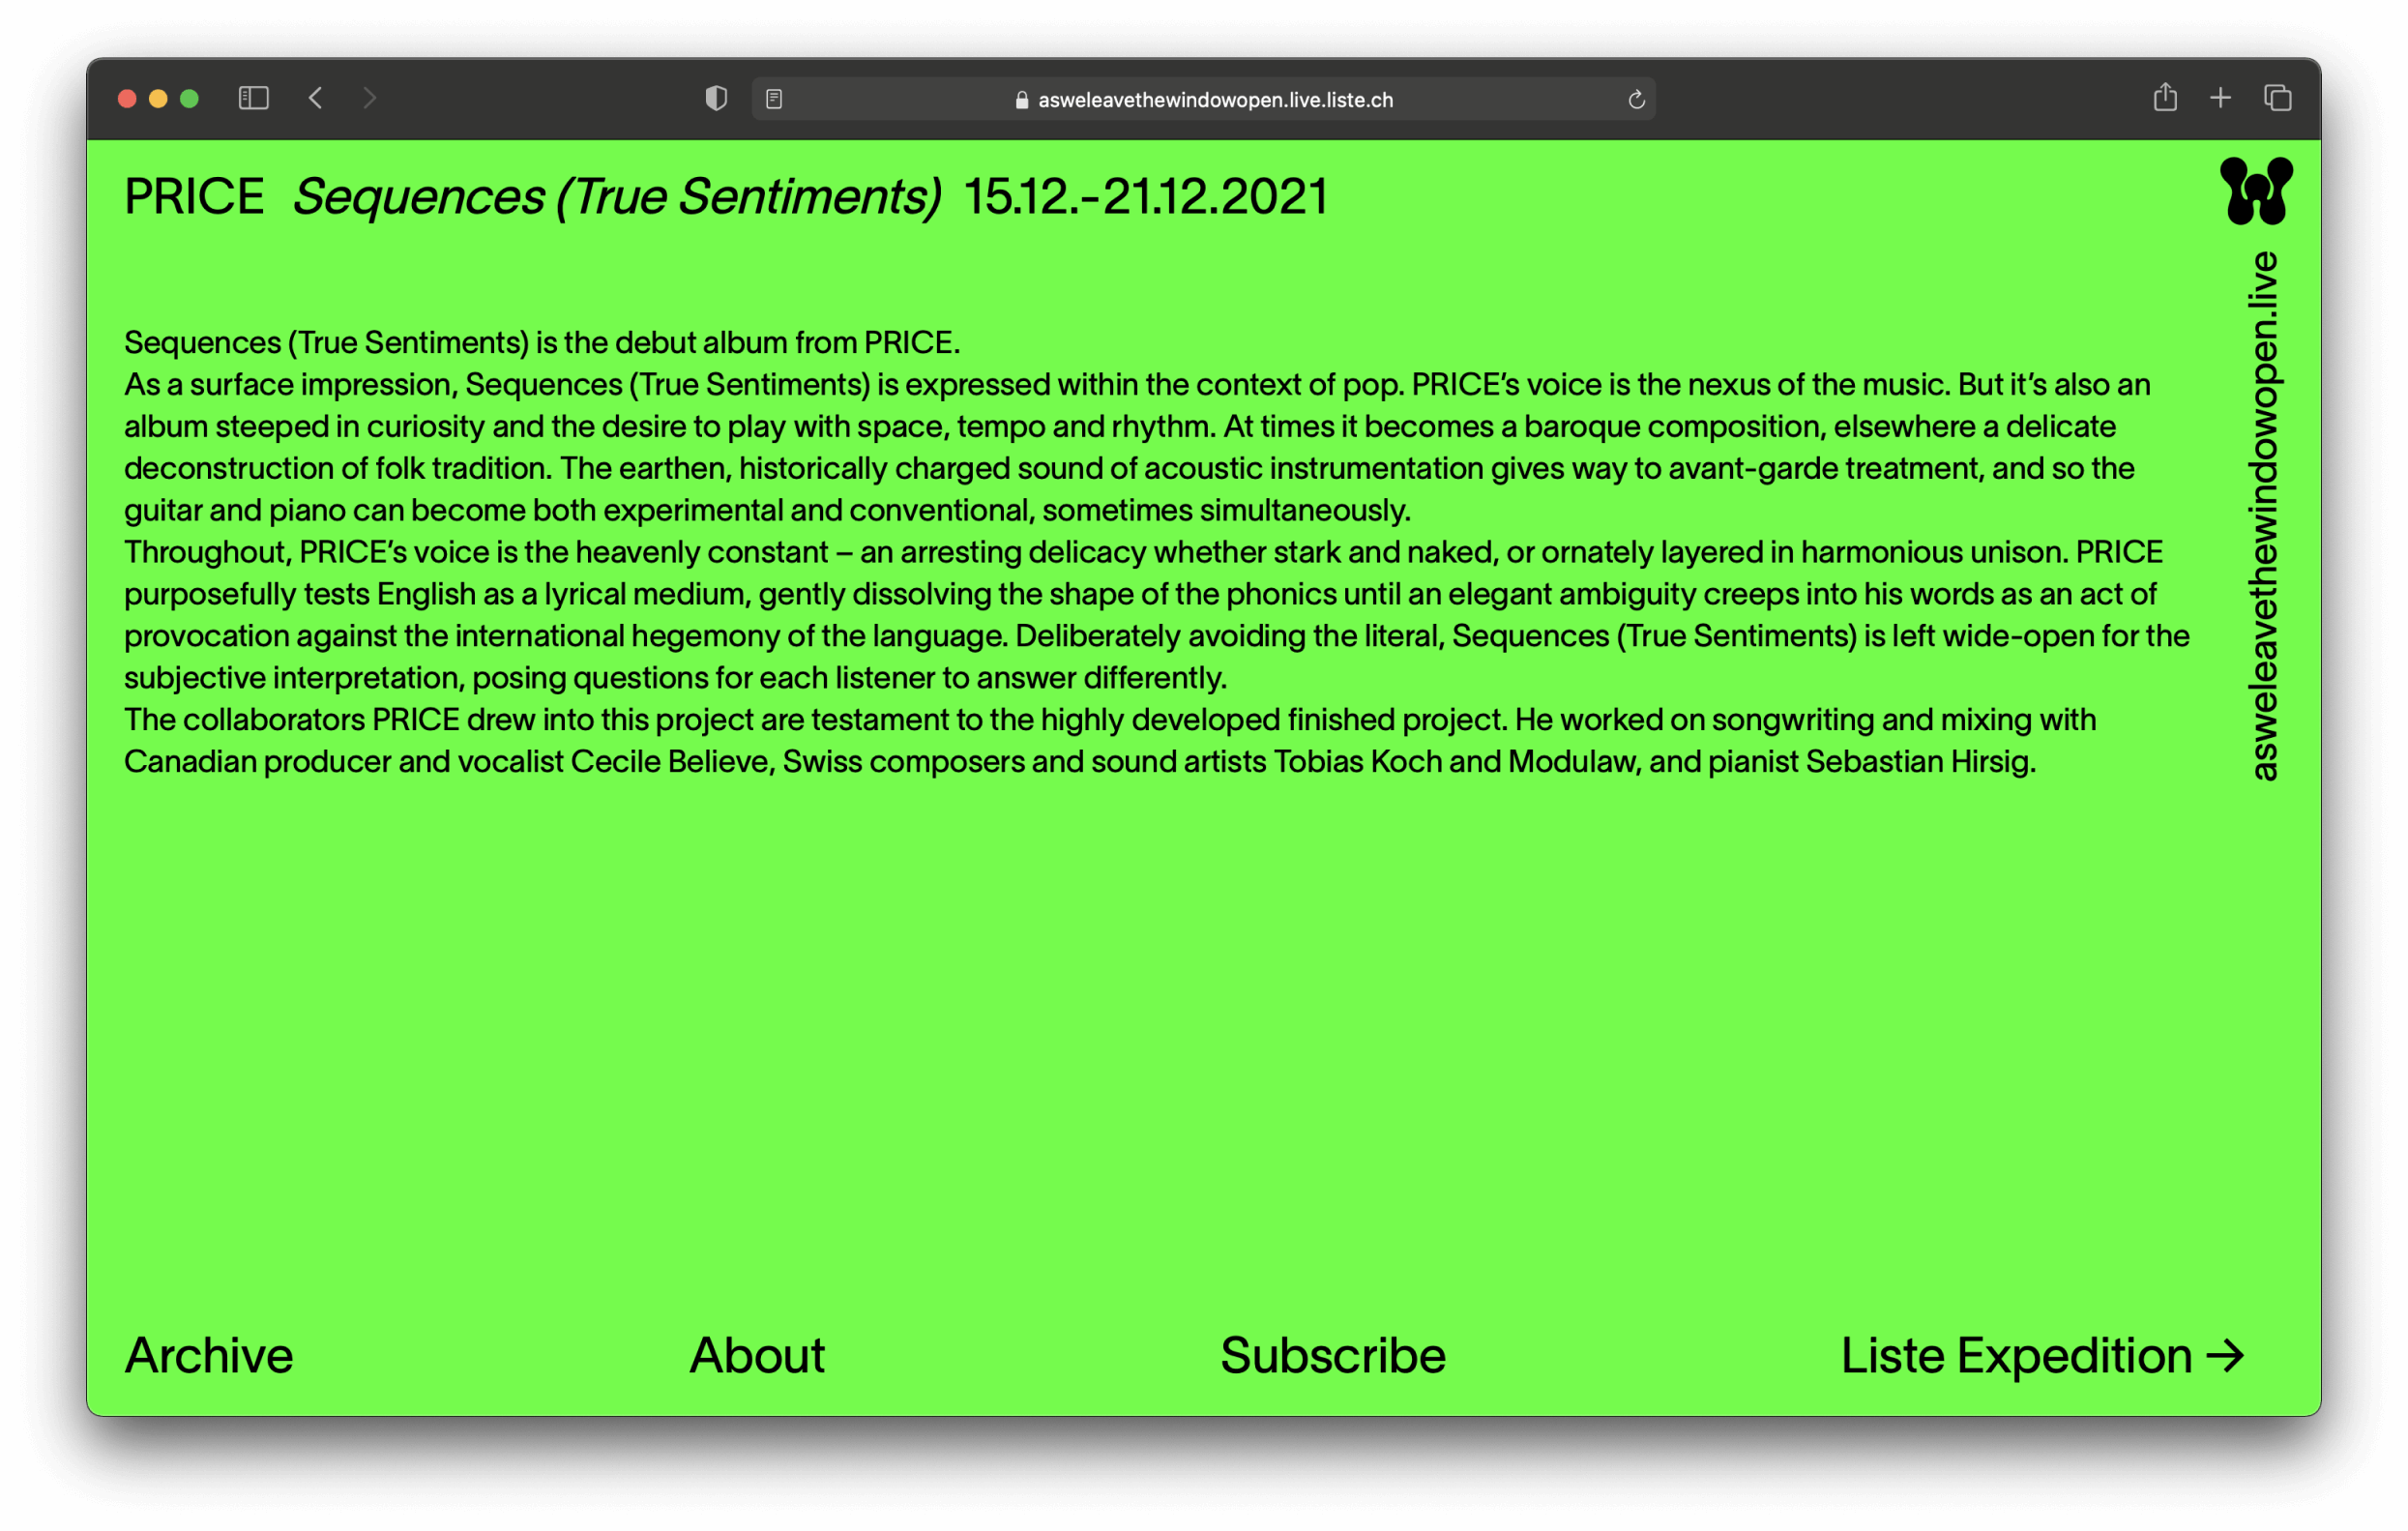 asweleavethewindowopen.live.liste.ch
PRICE Sequences (True Sentiments) 15.12.-21.12.2021
asweleavethewindowopen.live
Sequences (True Sentiments) is the debut album from PRICE.
As a surface impression, Sequences (True Sentiments) is expressed within the context of pop. PRICE’s voice is the nexus of the music. But it’s also an
album steeped in curiosity and the desire to play with space, tempo and rhythm. At times it becomes a baroque composition, elsewhere a delicate
deconstruction of folk tradition. The earthen, historically charged sound of acoustic instrumentation gives way to avant-garde treatment, and so the
guitar and piano can become both experimental and conventional, sometimes simultaneously.
Throughout, PRICE’s voice is the heavenly constant – an arresting delicacy whether stark and naked, or ornately layered in harmonious unison. PRICE
purposefully tests English as a lyrical medium, gently dissolving the shape of the phonics until an elegant ambiguity creeps into his words as an act of
provocation against the international hegemony of the language. Deliberately avoiding the literal, Sequences (True Sentiments) is left wide-open for the
subjective interpretation, posing questions for each listener to answer differently.
The collaborators PRICE drew into this project are testament to the highly developed finished project. He worked on songwriting and mixing with
Canadian producer and vocalist Cecile Believe, Swiss composers and sound artists Tobias Koch and Modulaw, and pianist Sebastian Hirsig.
Archive About Subscribe Liste Expedition →